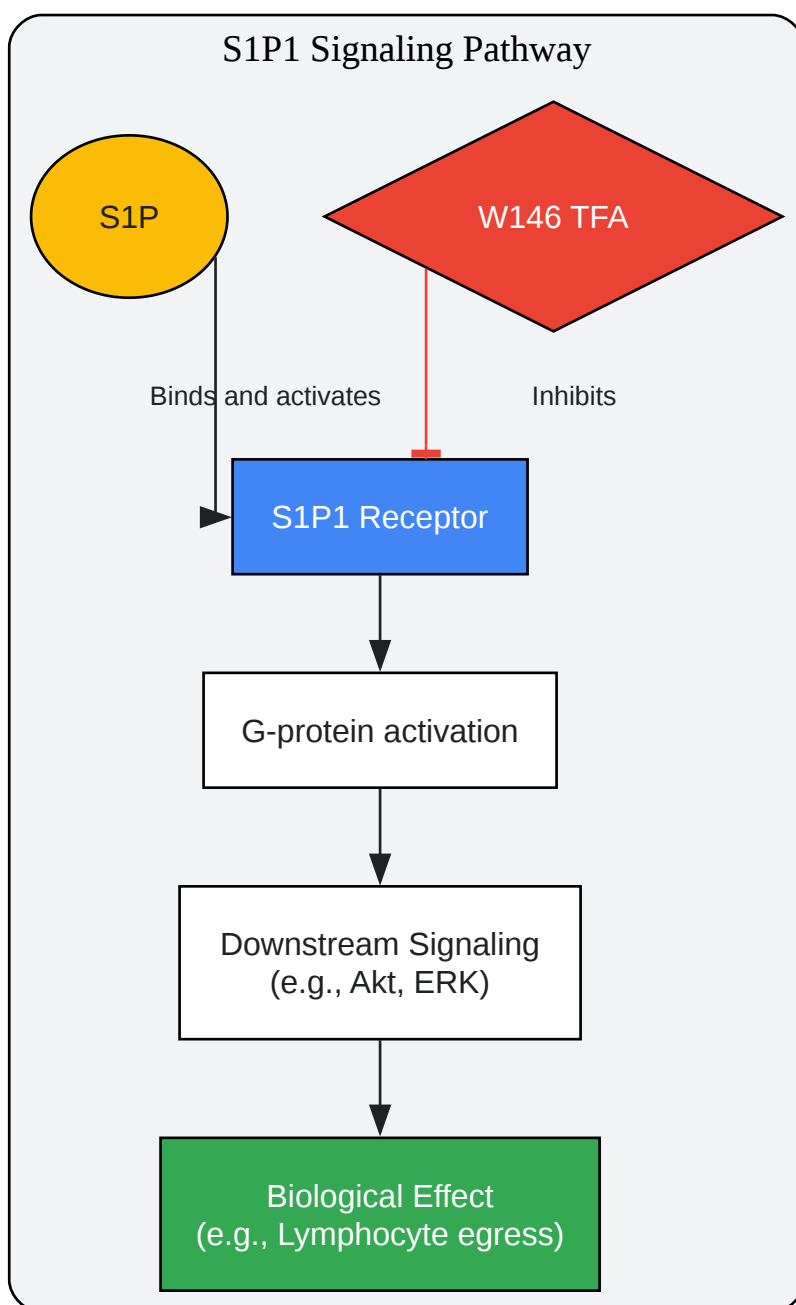 S1P1 Signaling Pathway
S1P
W146 TFA
Binds and activates
Inhibits
S1P1 Receptor
G-protein activation
Downstream Signaling
(e.g., Akt, ERK)
Biological Effect
(e.g., Lymphocyte egress)